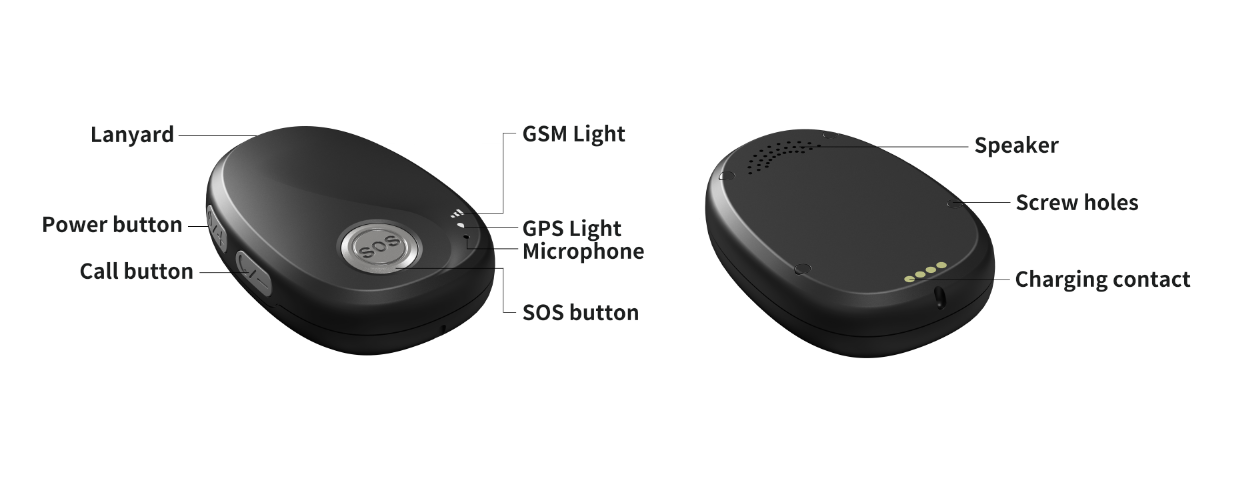 Lanyard
GSM Light
Power button
GPS Light
Microphone
Call button
SOS
SOS button
Speaker
Screw holes
Charging contact